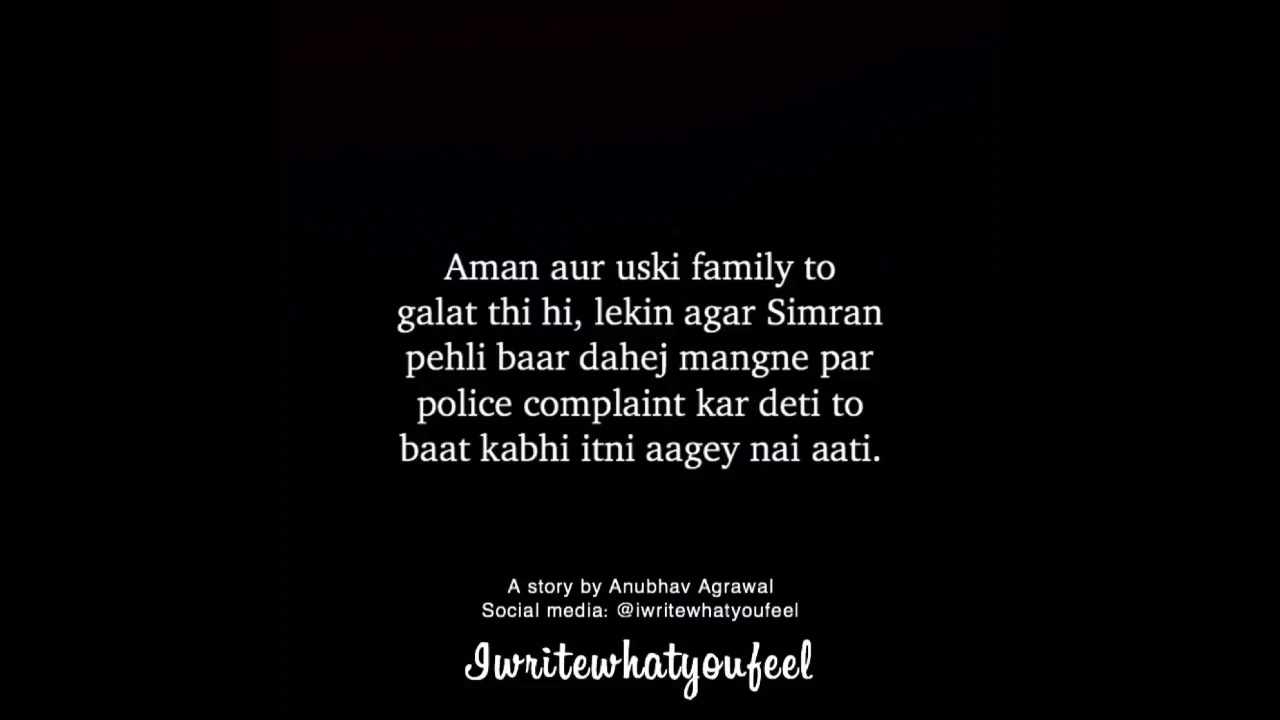 Aman aur uski family to
galat thi hi, lekin agar Simran
pehli baar dahej mangne par
police complaint kar deti to
baat kabhi itni aagey nai aati.
A story by Anubhav Agrawal
Social media: @iwritewhatyoufeel
Iwritewhatyoufeel